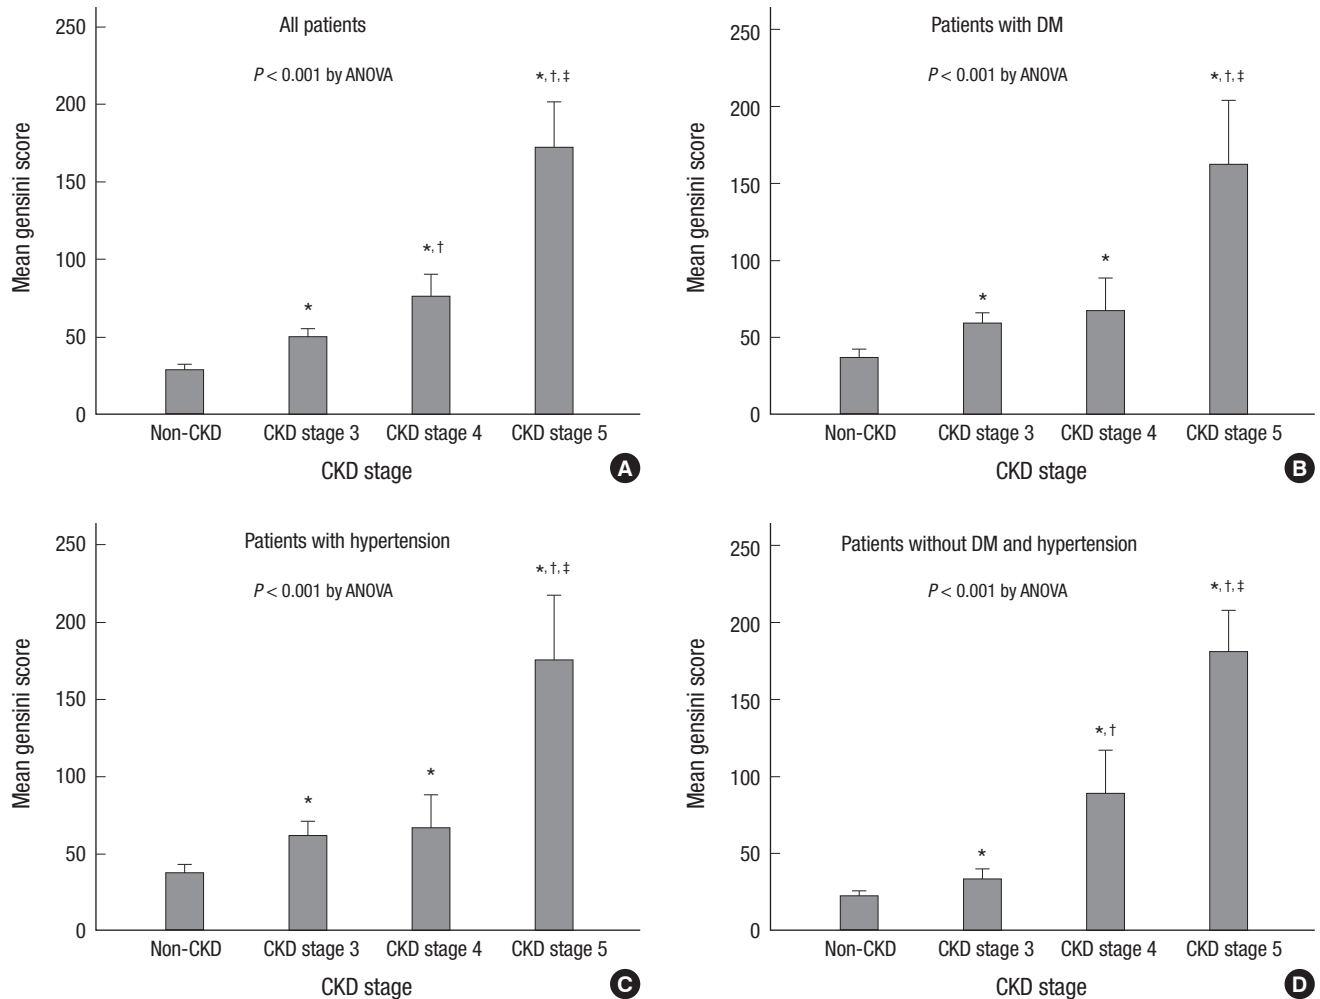 All patients
P < 0.001 by ANOVA
*,†,‡
*,†
*
250
200
150
100
50
0
Mean gensini score
Non-CKD CKD stage 3 CKD stage 4 CKD stage 5
CKD stage
A
Patients with DM
P < 0.001 by ANOVA
*,†,‡
*
*
250
200
150
100
50
0
Mean gensini score
Non-CKD CKD stage 3 CKD stage 4 CKD stage 5
CKD stage
B
Patients with hypertension
P < 0.001 by ANOVA
*,†,‡
*
*
250
200
150
100
50
0
Mean gensini score
Non-CKD CKD stage 3 CKD stage 4 CKD stage 5
CKD stage
C
Patients without DM and hypertension
P < 0.001 by ANOVA
*,†,‡
*,†
*
250
200
150
100
50
0
Mean gensini score
Non-CKD CKD stage 3 CKD stage 4 CKD stage 5
CKD stage
D